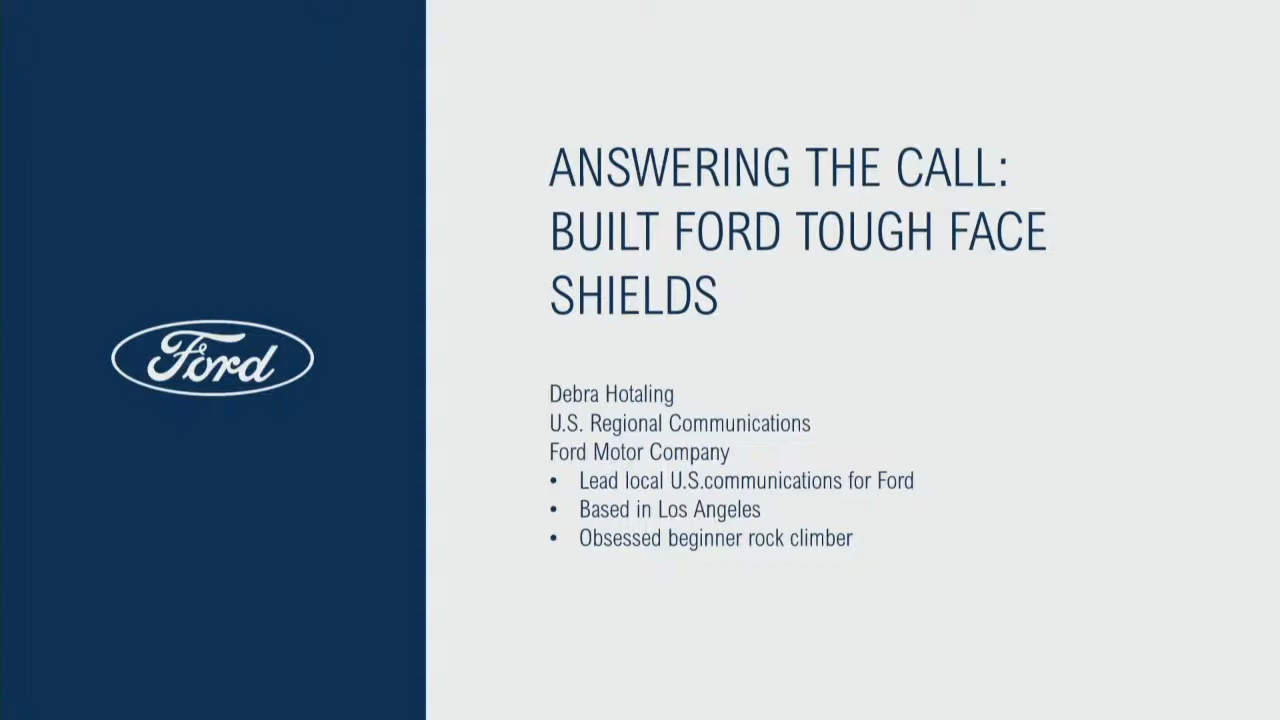 Ford
ANSWERING THE CALL:
BUILT FORD TOUGH FACE
SHIELDS
Debra Hotaling
U.S. Regional Communications
Ford Motor Company
• Lead local U.S.communications for Ford
• Based in Los Angeles
• Obsessed beginner rock climber